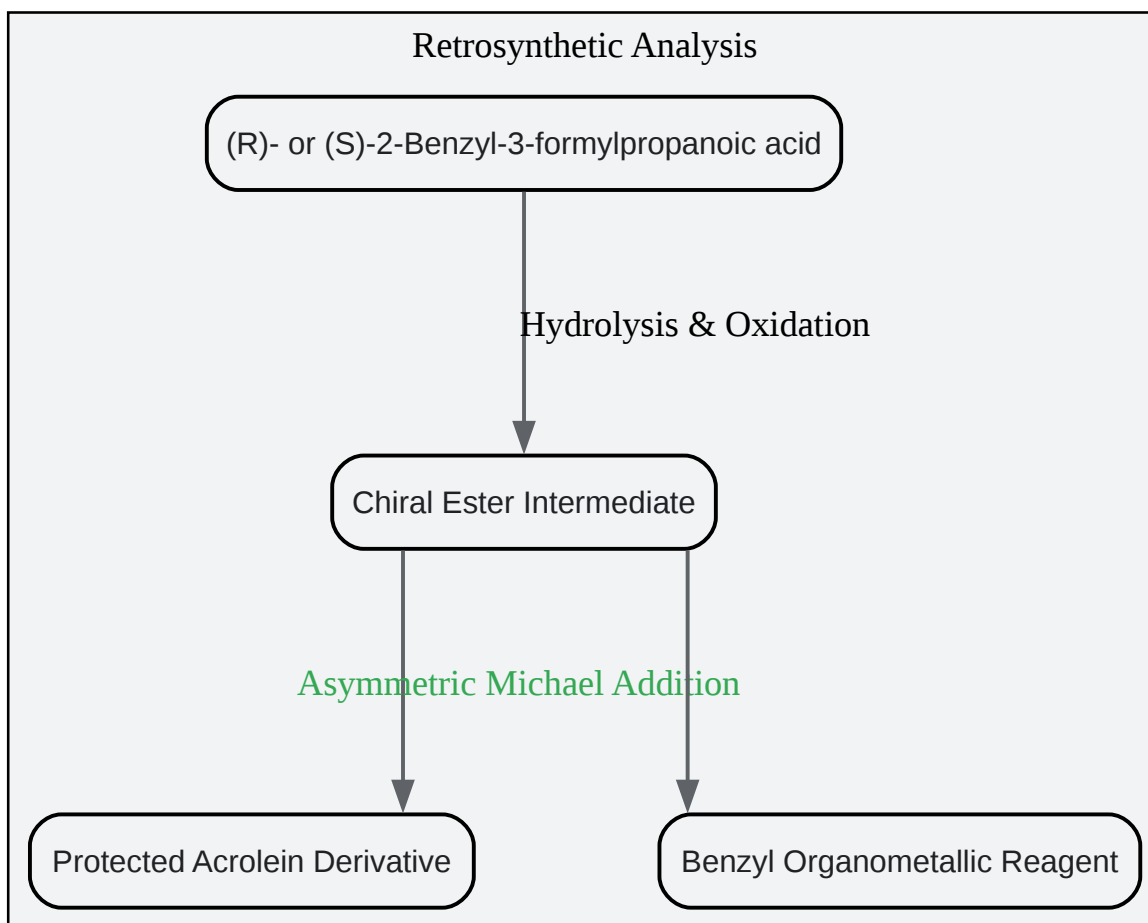 Retrosynthetic Analysis
(R)- or (S)-2-Benzyl-3-formylpropanoic acid
Hydrolysis & Oxidation
Chiral Ester Intermediate
Asymmetric Michael Addition
Protected Acrolein Derivative
Benzyl Organometallic Reagent